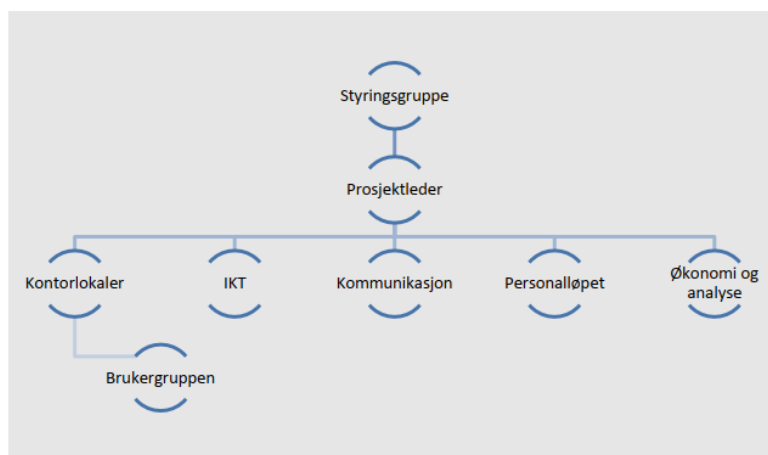 Styringsgruppe
Prosjektleder
Kontorlokaler
IKT
Kommunikasjon
Personalløpet
Økonomi og
analyse
Brukergruppen